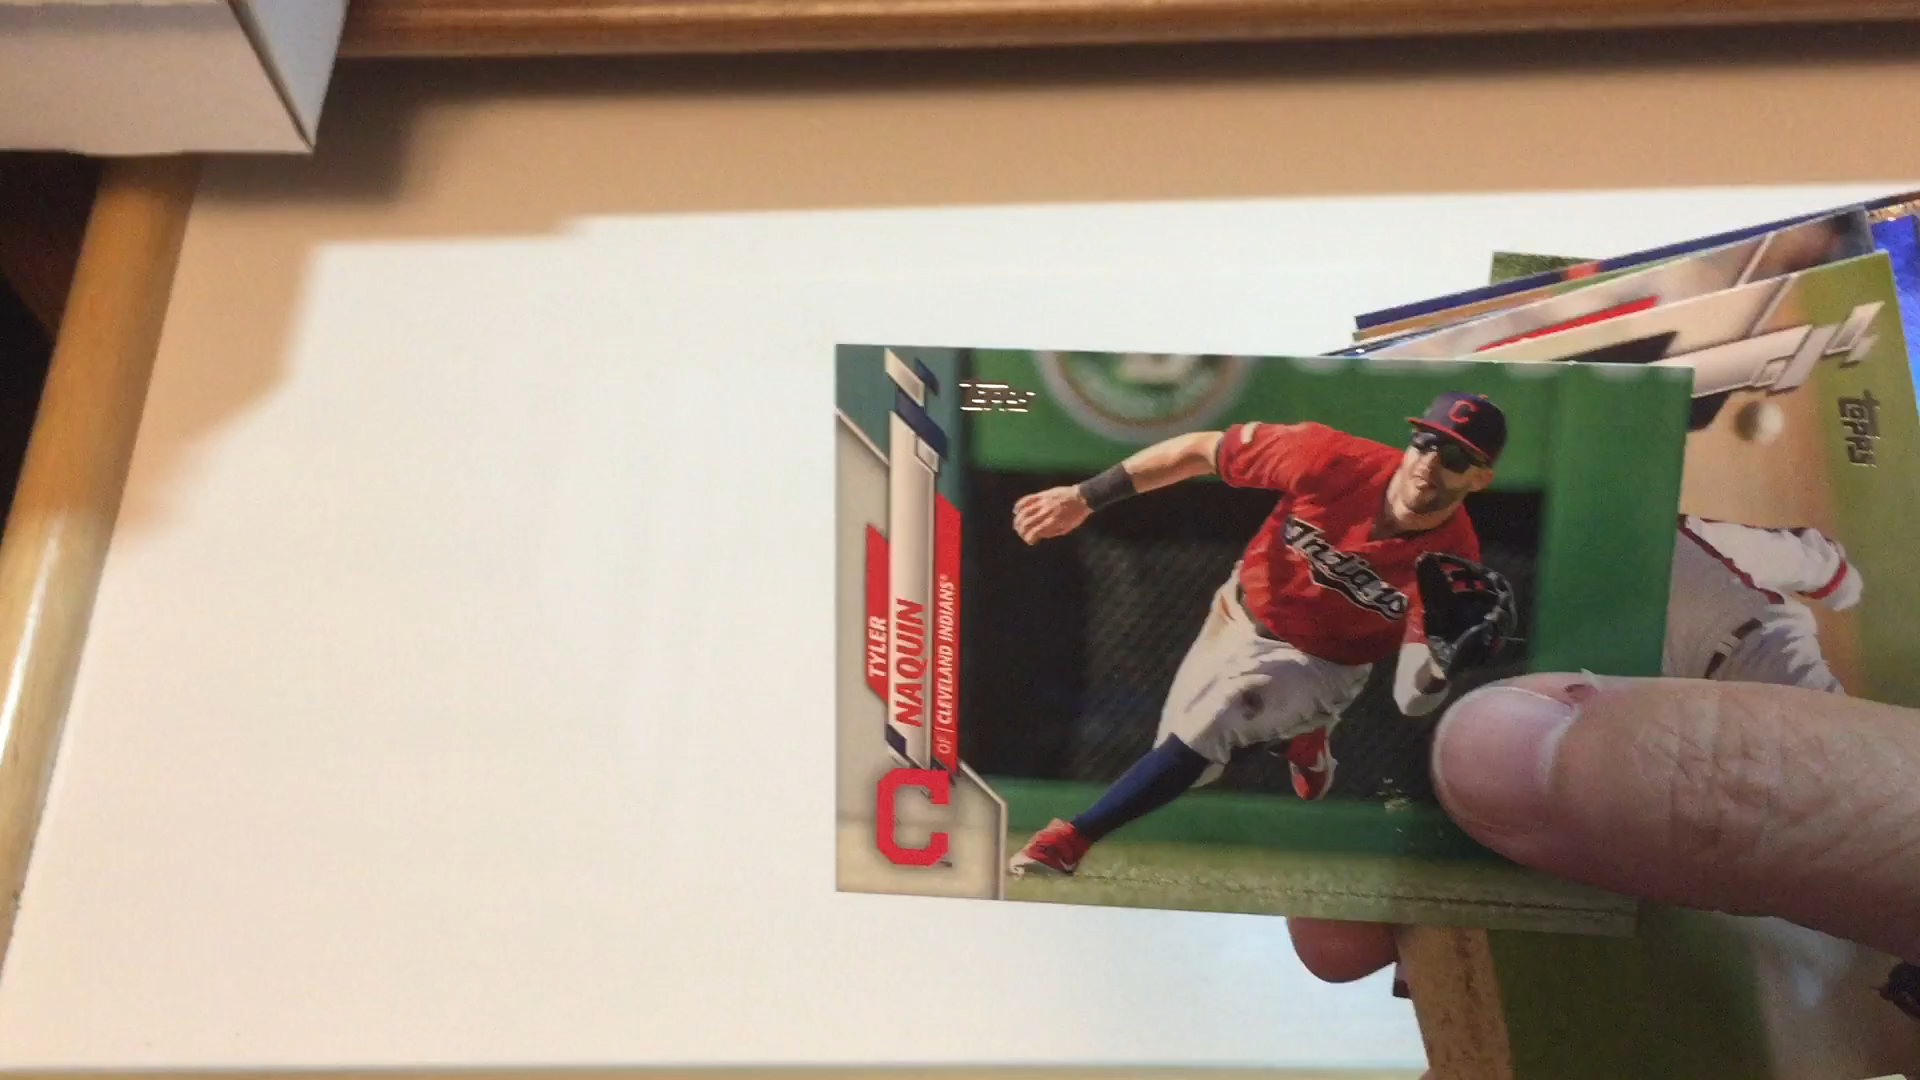 Topps
TYLER
NAQUIN
OF | CLEVELAND INDIANS®
C
C
Indians
Topps